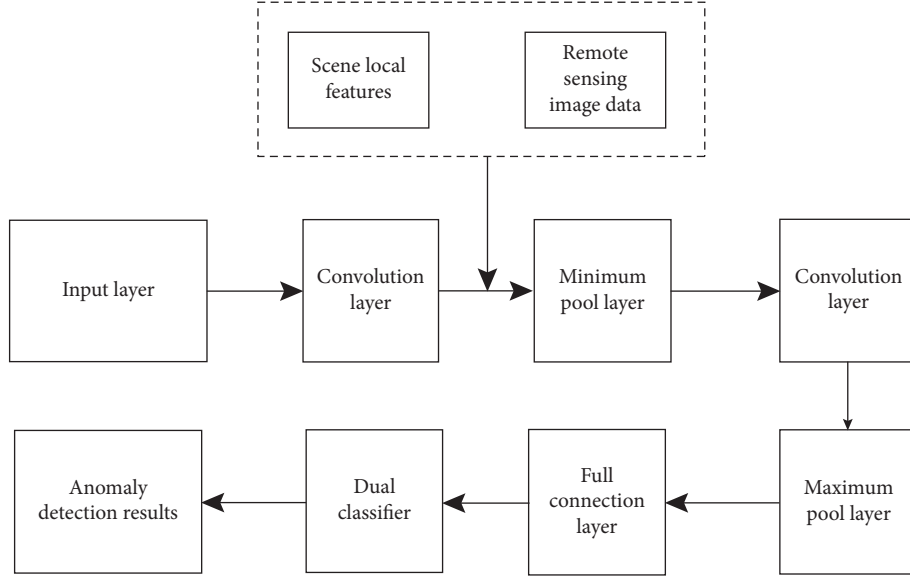 Scene local
features
Remote
sensing
image data
Input layer
Convolution
layer
Minimum
pool layer
Convolution
layer
Anomaly
detection results
Dual
classifier
Full
connection
layer
Maximum
pool layer